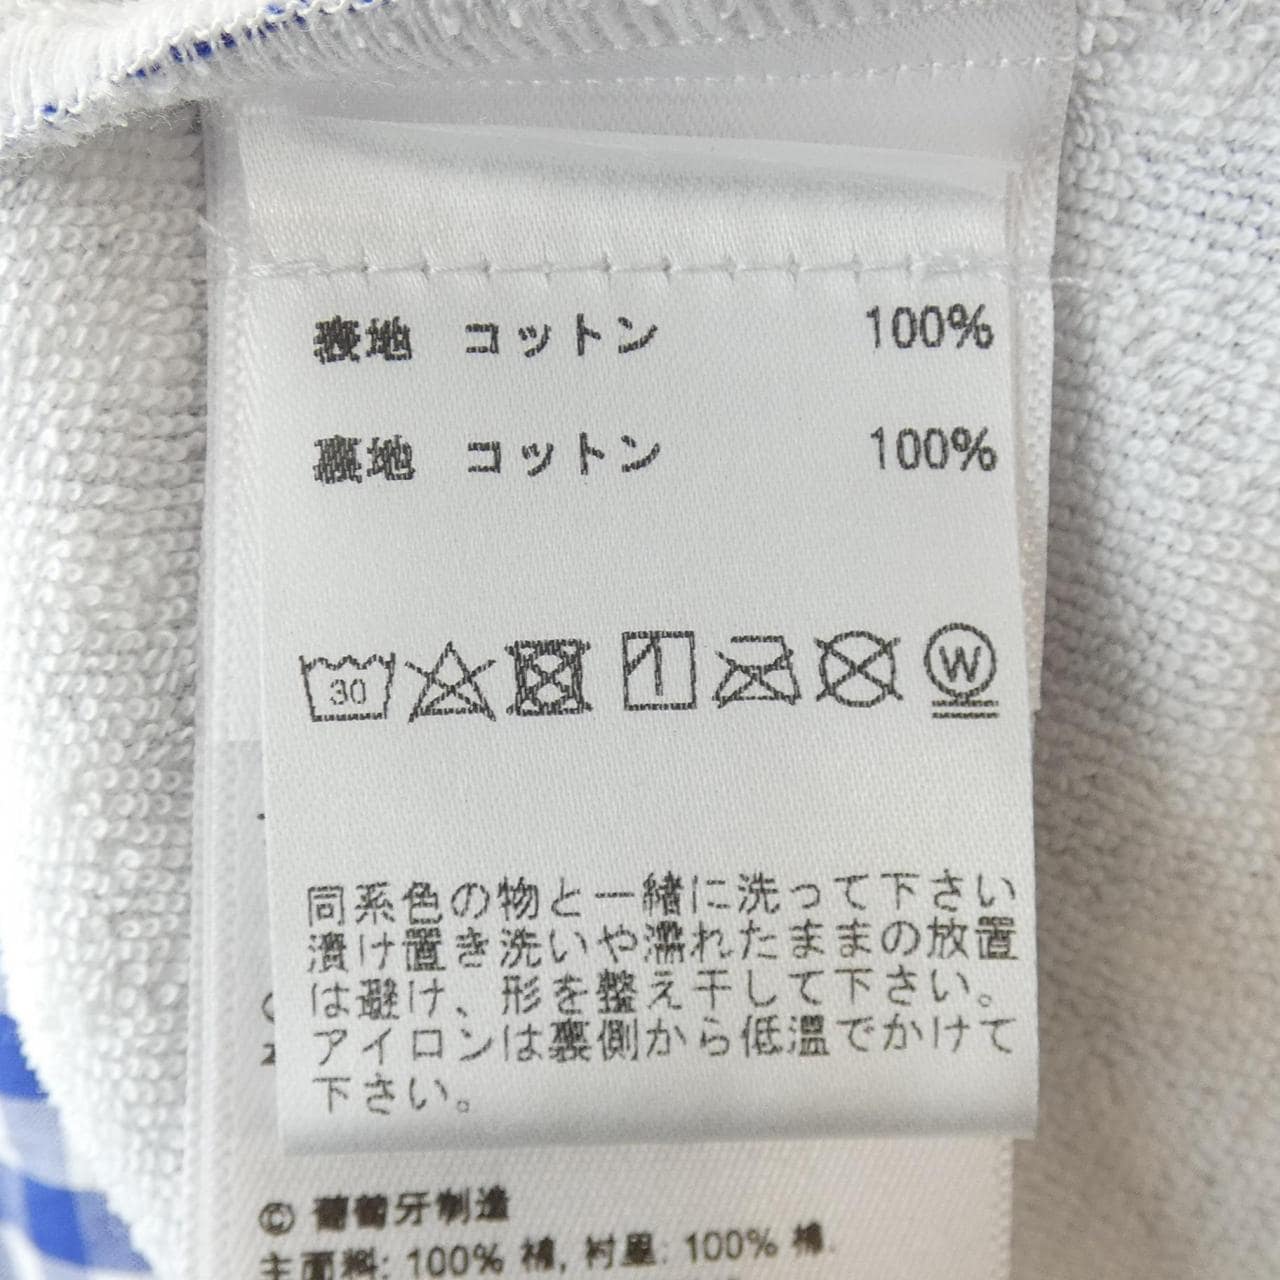 表地 コットン 100%
裏地 コットン 100%
30
W
同系色の物と一緒に洗って下さい
漬け置き洗いや濡れたままの放置
は避け、形を整え干して下さい。
アイロンは裏側から低温でかけて
下さい。
© 葡萄牙制造
主面料: 100% 棉, 衬里: 100% 棉.